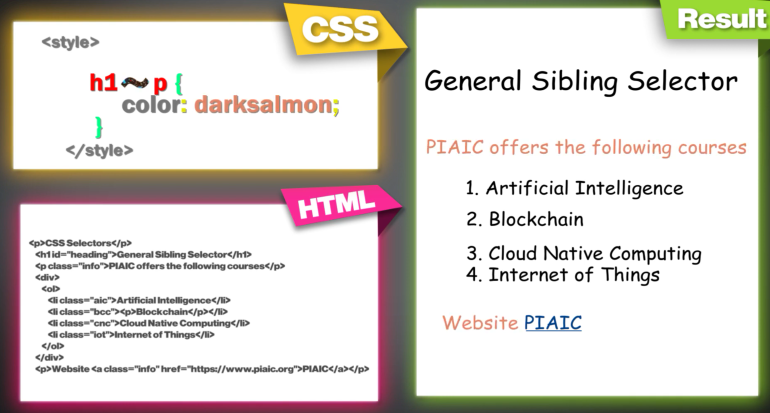 CSS
<style>
h1 ~ p {
color: darksalmon;
}
</style>
HTML
<p>CSS Selectors</p>
<h1 id="heading">General Sibling Selector</h1>
<p class="info">PIAIC offers the following courses</p>
<div>
<ol>
<li class="aic">Artificial Intelligence</li>
<li class="bcc"><p>Blockchain</p></li>
<li class="cnc">Cloud Native Computing</li>
<li class="iot">Internet of Things</li>
</ol>
</div>
<p>Website <a class="info" href="https://www.piaic.org">PIAIC</a></p>
Result
General Sibling Selector
PIAIC offers the following courses
1. Artificial Intelligence
2. Blockchain
3. Cloud Native Computing
4. Internet of Things
Website PIAIC